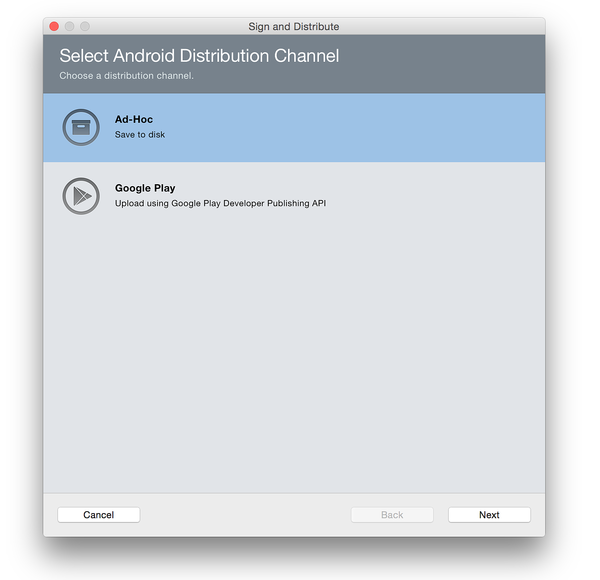 Sign and Distribute
Select Android Distribution Channel
Choose a distribution channel.
Ad-Hoc
Save to disk
Google Play
Upload using Google Play Developer Publishing API
Cancel
Back
Next